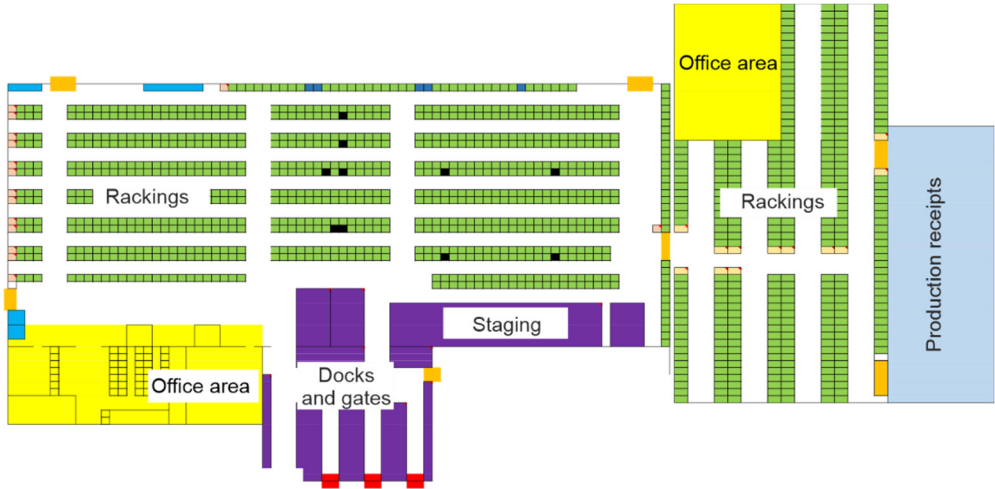 Office area
Rackings
Rackings
Production receipts
Staging
Office area
Docks
and gates